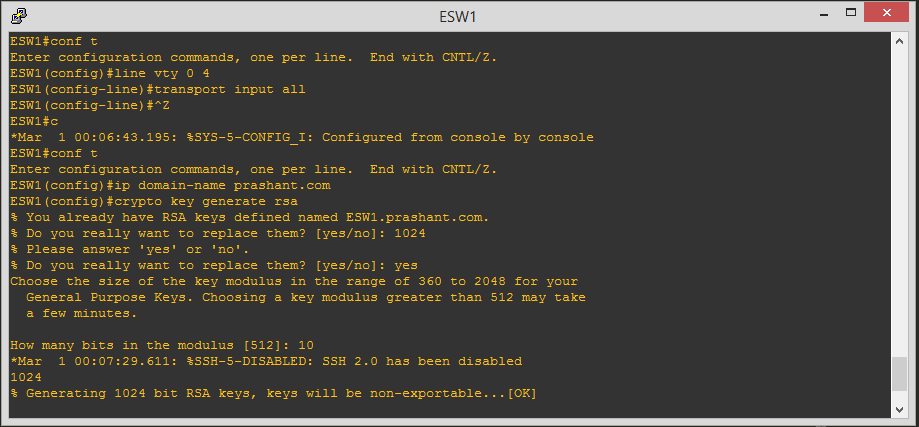 ESW1
ESW1#conf t
Enter configuration commands, one per line.  End with CNTL/Z.
ESW1(config)#line vty 0 4
ESW1(config-line)#transport input all
ESW1(config-line)#^Z
ESW1#c
*Mar  1 00:06:43.195: %SYS-5-CONFIG_I: Configured from console by console
ESW1#conf t
Enter configuration commands, one per line.  End with CNTL/Z.
ESW1(config)#ip domain-name prashant.com
ESW1(config)#crypto key generate rsa
% You already have RSA keys defined named ESW1.prashant.com.
% Do you really want to replace them? [yes/no]: 1024
% Please answer 'yes' or 'no'.
% Do you really want to replace them? [yes/no]: yes
Choose the size of the key modulus in the range of 360 to 2048 for your
  General Purpose Keys. Choosing a key modulus greater than 512 may take
  a few minutes.

How many bits in the modulus [512]: 10
*Mar  1 00:07:29.611: %SSH-5-DISABLED: SSH 2.0 has been disabled
1024
% Generating 1024 bit RSA keys, keys will be non-exportable...[OK]